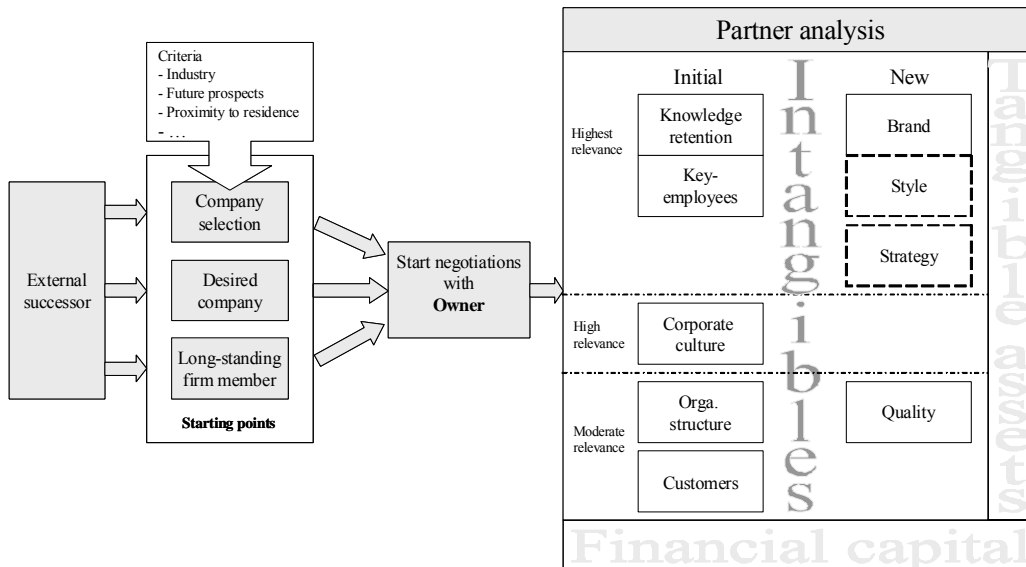 Criteria
- Industry
- Future prospects
- Proximity to residence
- …
External
successor
Company
selection
Desired
company
Long-standing
firm member
Starting points
Start negotiations
with
Owner
Partner analysis
Initial
New
Intangibles
Tangible assets
Highest
relevance
Knowledge
retention
Key-
employees
Brand
Style
Strategy
High
relevance
Corporate
culture
Moderate
relevance
Orga.
structure
Customers
Quality
Financial capital